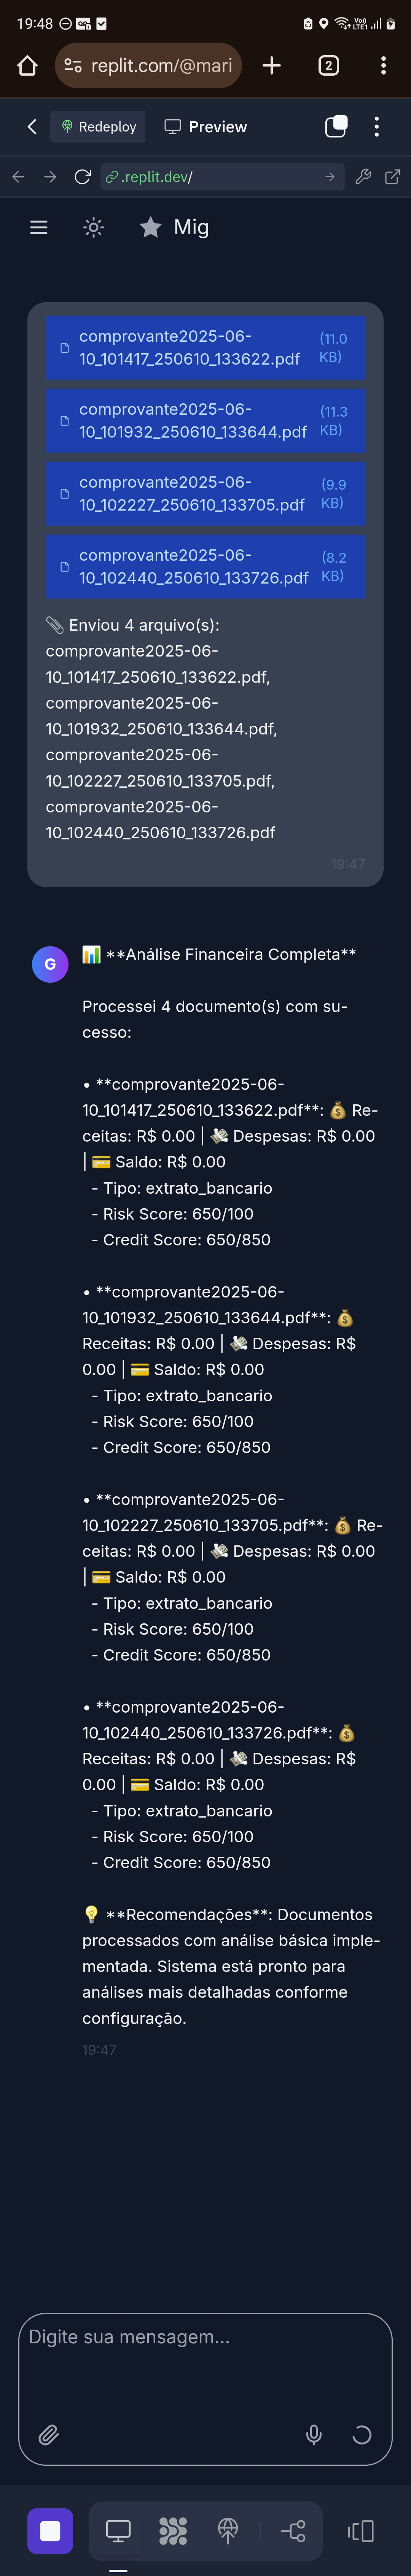 19:48
replit.com/@mari
2
Redeploy
Preview
.replit.dev/
Mig
comprovante2025-06-
10_101417_250610_133622.pdf
(11.0
KB)
comprovante2025-06-
10_101932_250610_133644.pdf
(11.3
KB)
comprovante2025-06-
10_102227_250610_133705.pdf
(9.9
KB)
comprovante2025-06-
10_102440_250610_133726.pdf
(8.2
KB)
📎 Enviou 4 arquivo(s):
comprovante2025-06-
10_101417_250610_133622.pdf,
comprovante2025-06-
10_101932_250610_133644.pdf,
comprovante2025-06-
10_102227_250610_133705.pdf,
comprovante2025-06-
10_102440_250610_133726.pdf
19:47
G
📊 **Análise Financeira Completa**
Processei 4 documento(s) com su-
cesso:
• **comprovante2025-06-
10_101417_250610_133622.pdf**: 💰 Re-
ceitas: R$ 0.00 | 💸 Despesas: R$ 0.00
| 💳 Saldo: R$ 0.00
- Tipo: extrato_bancario
- Risk Score: 650/100
- Credit Score: 650/850
• **comprovante2025-06-
10_101932_250610_133644.pdf**: 💰
Receitas: R$ 0.00 | 💸 Despesas: R$
0.00 | 💳 Saldo: R$ 0.00
- Tipo: extrato_bancario
- Risk Score: 650/100
- Credit Score: 650/850
• **comprovante2025-06-
10_102227_250610_133705.pdf**: 💰 Re-
ceitas: R$ 0.00 | 💸 Despesas: R$ 0.00
| 💳 Saldo: R$ 0.00
- Tipo: extrato_bancario
- Risk Score: 650/100
- Credit Score: 650/850
• **comprovante2025-06-
10_102440_250610_133726.pdf**: 💰
Receitas: R$ 0.00 | 💸 Despesas: R$
0.00 | 💳 Saldo: R$ 0.00
- Tipo: extrato_bancario
- Risk Score: 650/100
- Credit Score: 650/850
💡 **Recomendações**: Documentos
processados com análise básica imple-
mentada. Sistema está pronto para
análises mais detalhadas conforme
configuração.
19:47
Digite sua mensagem...